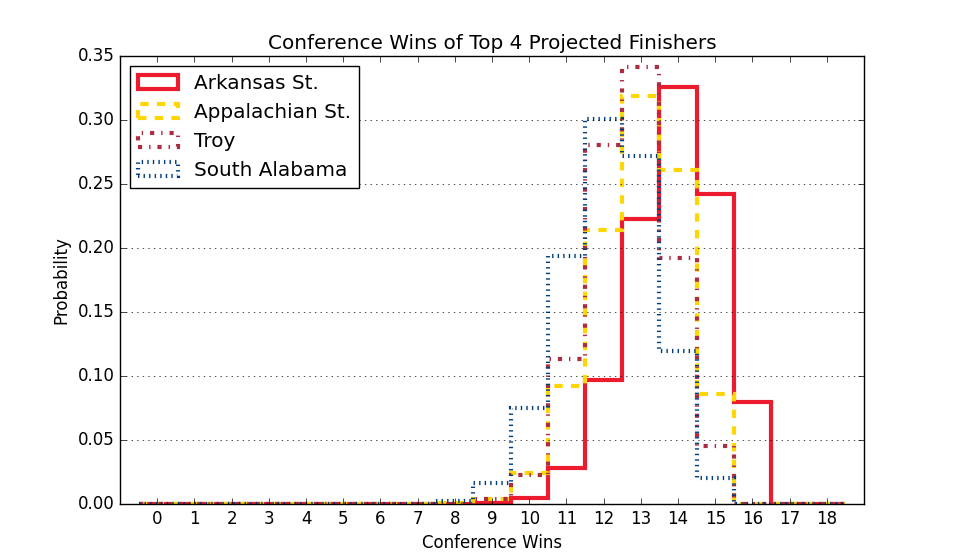 Conference Wins of Top 4 Projected Finishers
Arkansas St.
Appalachian St.
Troy
South Alabama
Probability
0.35
0.30
0.25
0.20
0.15
0.10
0.05
0.00
0 1 2 3 4 5 6 7 8 9 10 11 12 13 14 15 16 17 18
Conference Wins